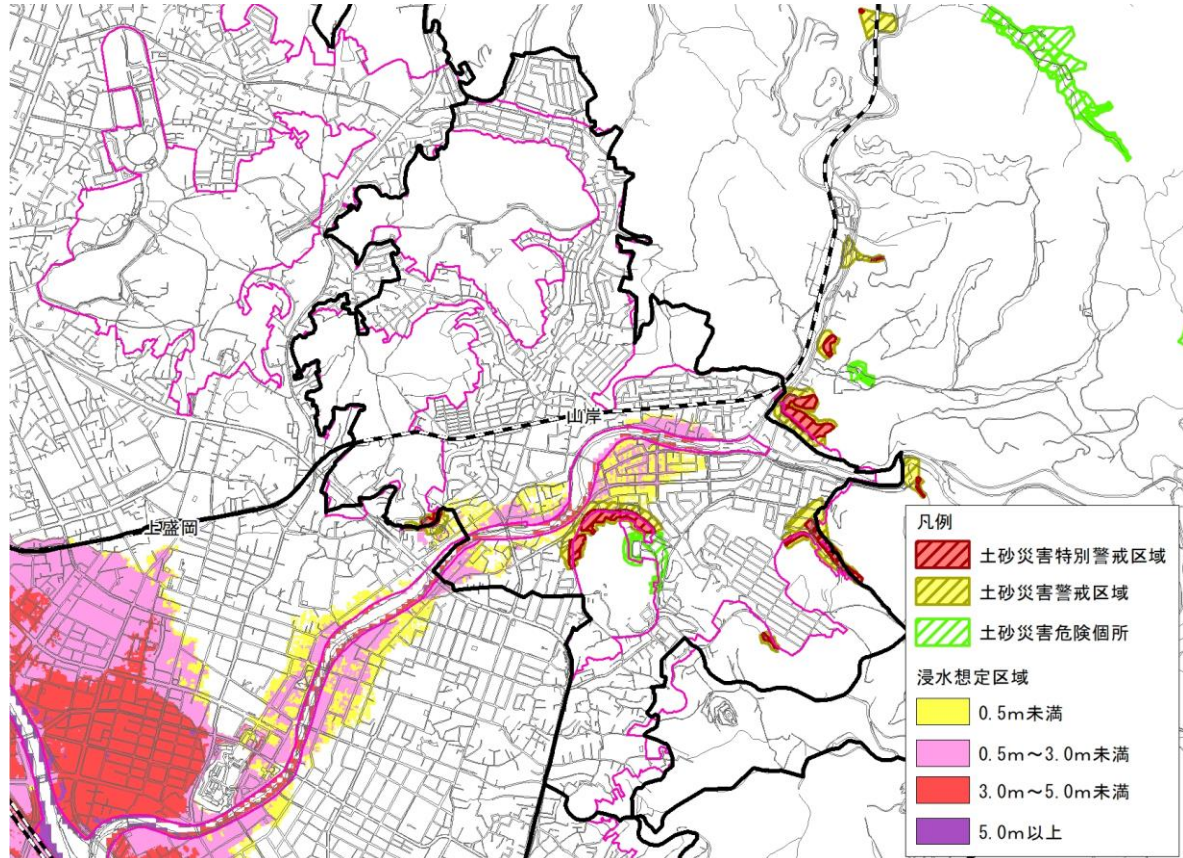 山岸
上盛岡
凡例
土砂災害特別警戒区域
土砂災害警戒区域
土砂災害危険個所
浸水想定区域
0.5m未満
0.5m～3.0m未満
3.0m～5.0m未満
5.0m以上